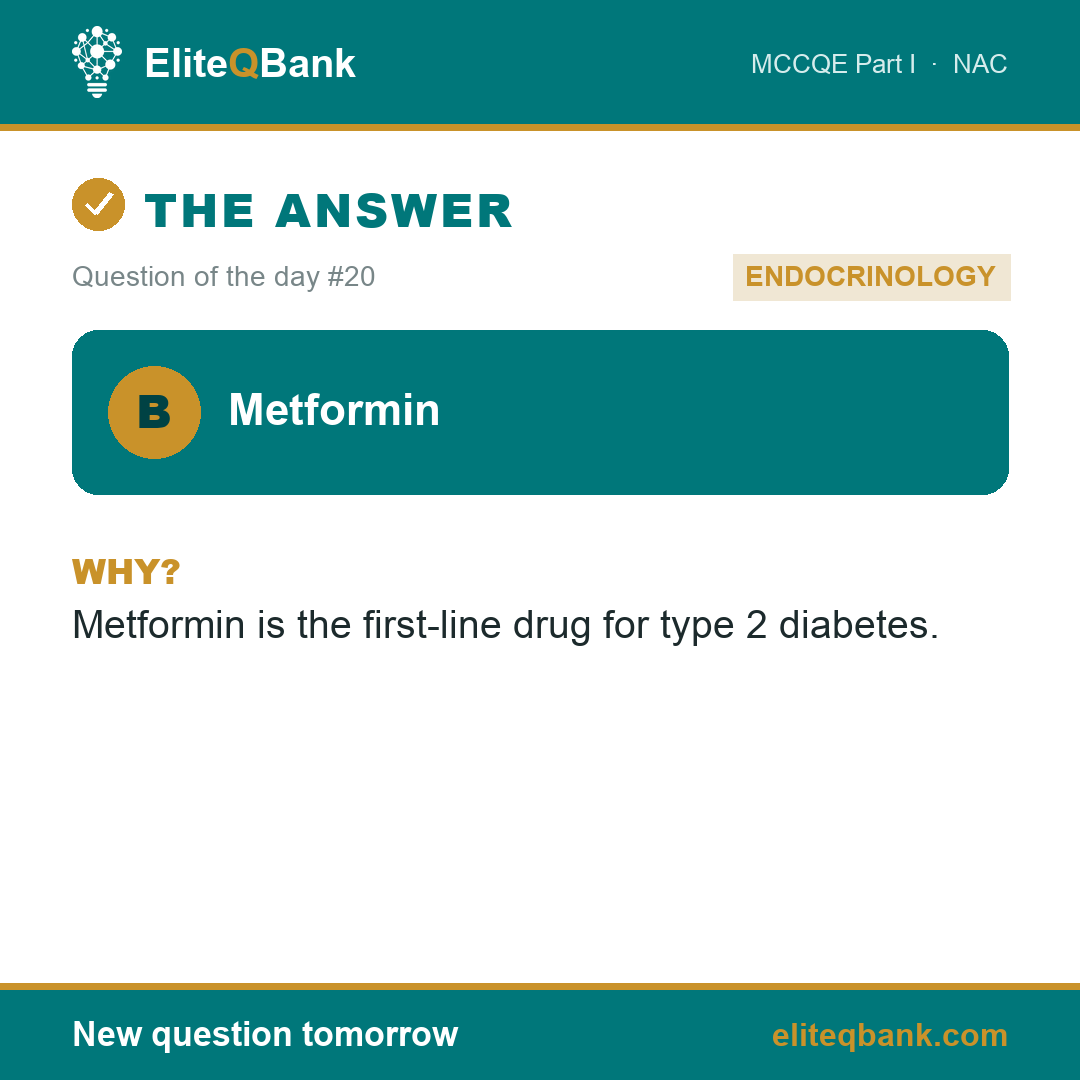 EliteQBank
MCCQE Part I · NAC
THE ANSWER
Question of the day #20
ENDOCRINOLOGY
B
Metformin
WHY?
Metformin is the first-line drug for type 2 diabetes.
New question tomorrow
eliteqbank.com